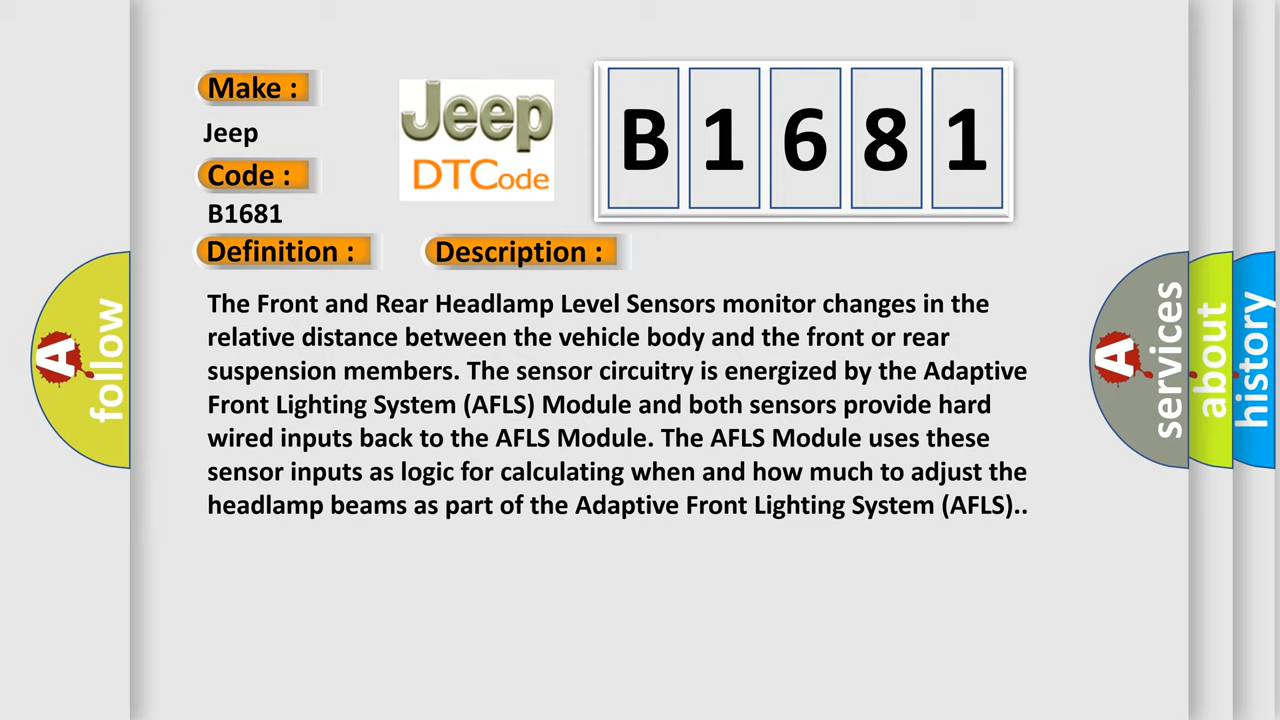 Make :
Jeep
Code :
B1681
Definition :
Description :
Jeep
DTCode
B 1 6 8 1
The Front and Rear Headlamp Level Sensors monitor changes in the
relative distance between the vehicle body and the front or rear
suspension members. The sensor circuitry is energized by the Adaptive
Front Lighting System (AFLS) Module and both sensors provide hard
wired inputs back to the AFLS Module. The AFLS Module uses these
sensor inputs as logic for calculating when and how much to adjust the
headlamp beams as part of the Adaptive Front Lighting System (AFLS)..
A
follow
A
services
about
history